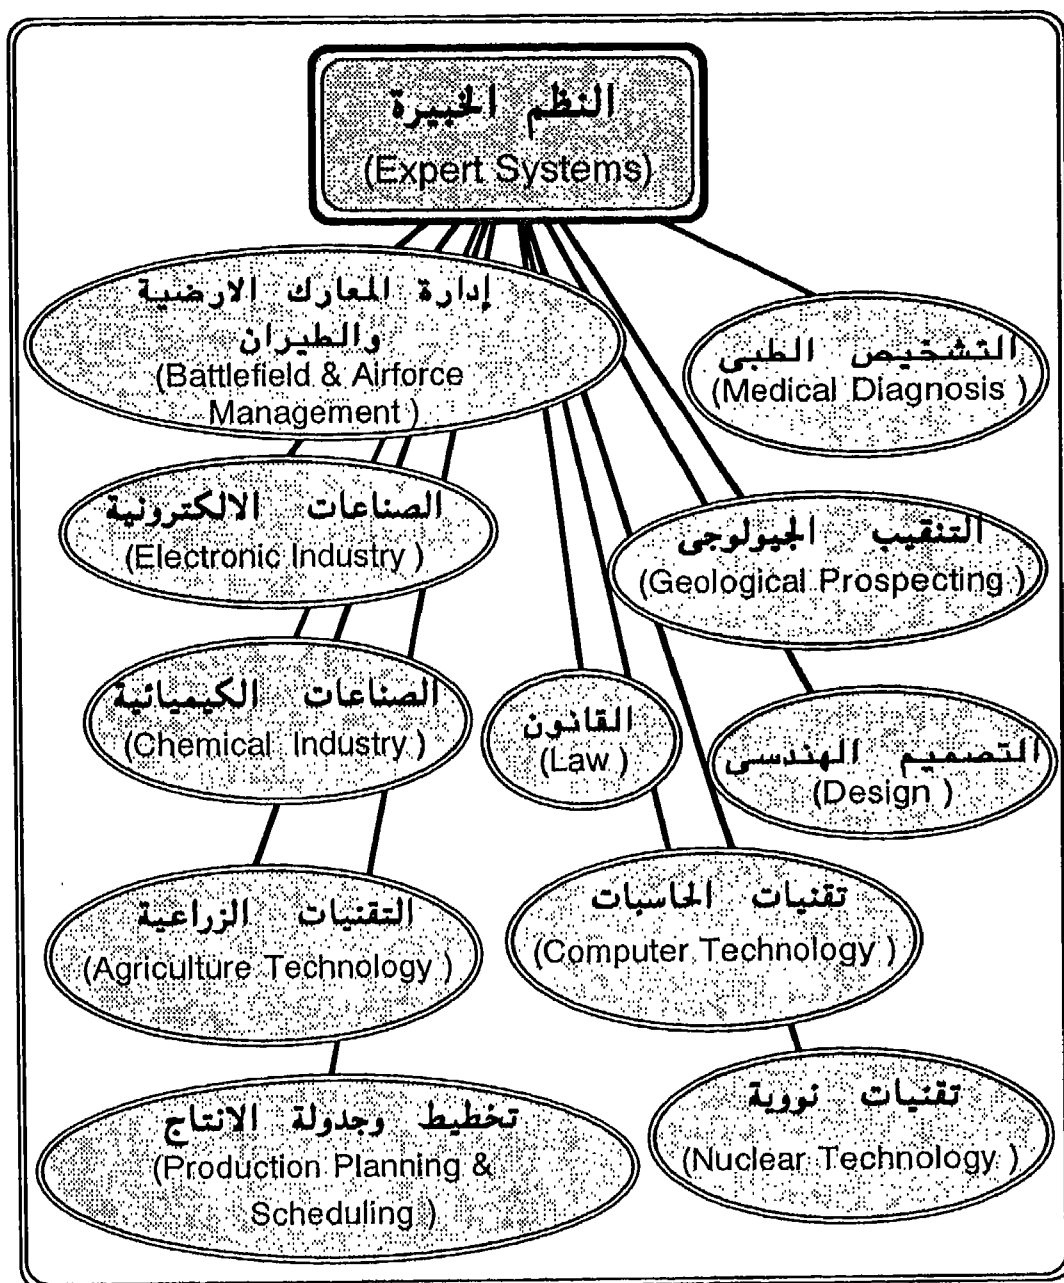 النظم الخبيرة
(Expert Systems)
إدارة المعارك الارضية
والطيران
(Battlefield & Airforce
Management )
التشخيص الطبى
(Medical Diagnosis )
الصناعات الالكترونية
(Electronic Industry )
التنقيب الجيولوجى
(Geological Prospecting )
الصناعات الكيميائية
(Chemical Industry )
القانون
(Law )
التصميم الهندسى
(Design )
التقنيات الزراعية
(Agriculture Technology )
تقنيات الحاسبات
(Computer Technology )
تخطيط وجدولة الانتاج
(Production Planning &
Scheduling )
تقنيات نووية
(Nuclear Technology )